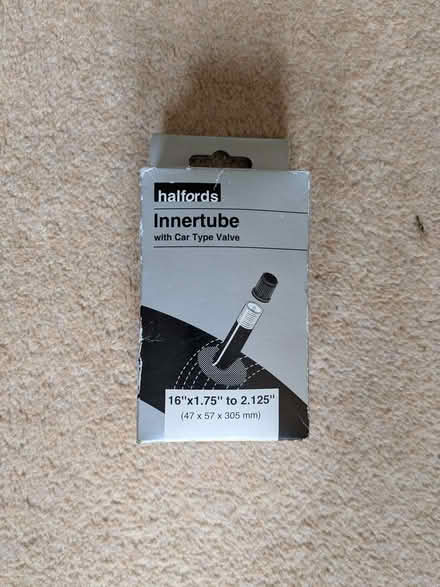 halfords
Innertube
with Car Type Valve
16"x1.75" to 2.125"
(47 x 57 x 305 mm)